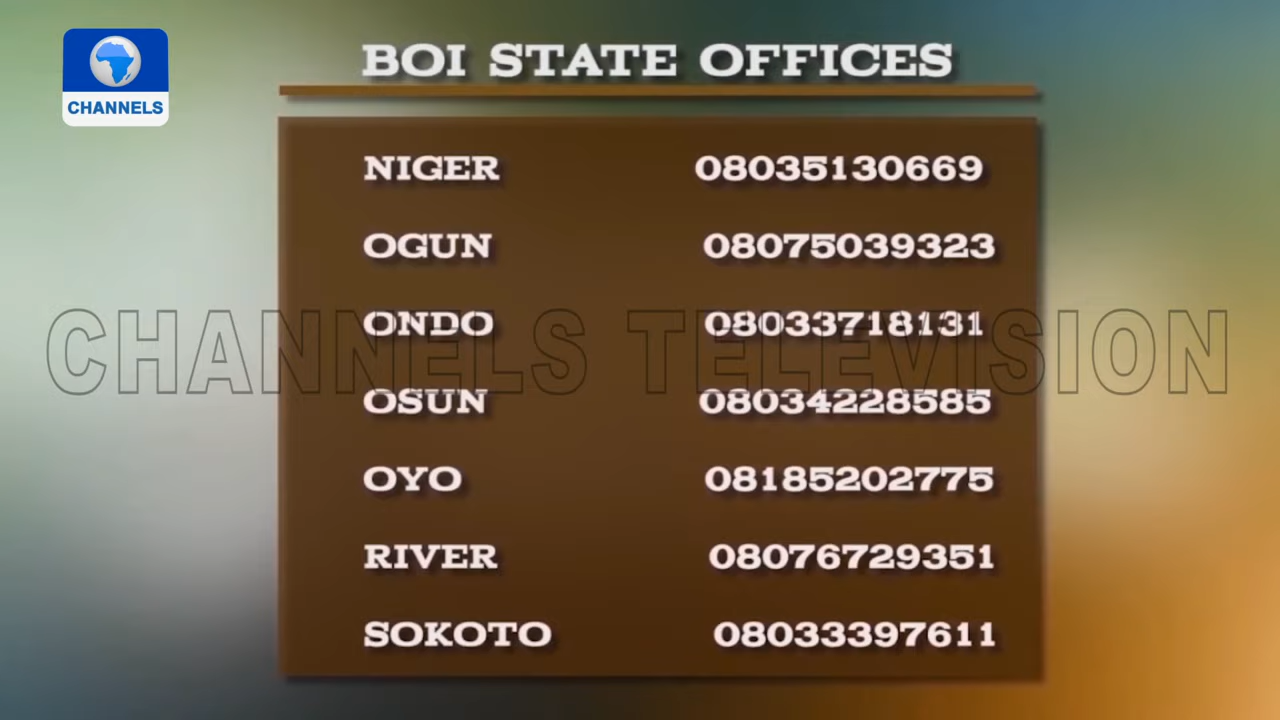 BOI STATE OFFICES
CHANNELS
NIGER 08035130669
OGUN 08075039323
ONDO 08033718131
CHANNELS TELEVISION
OSUN 08034228585
OYO 08185202775
RIVER 08076729351
SOKOTO 08033397611